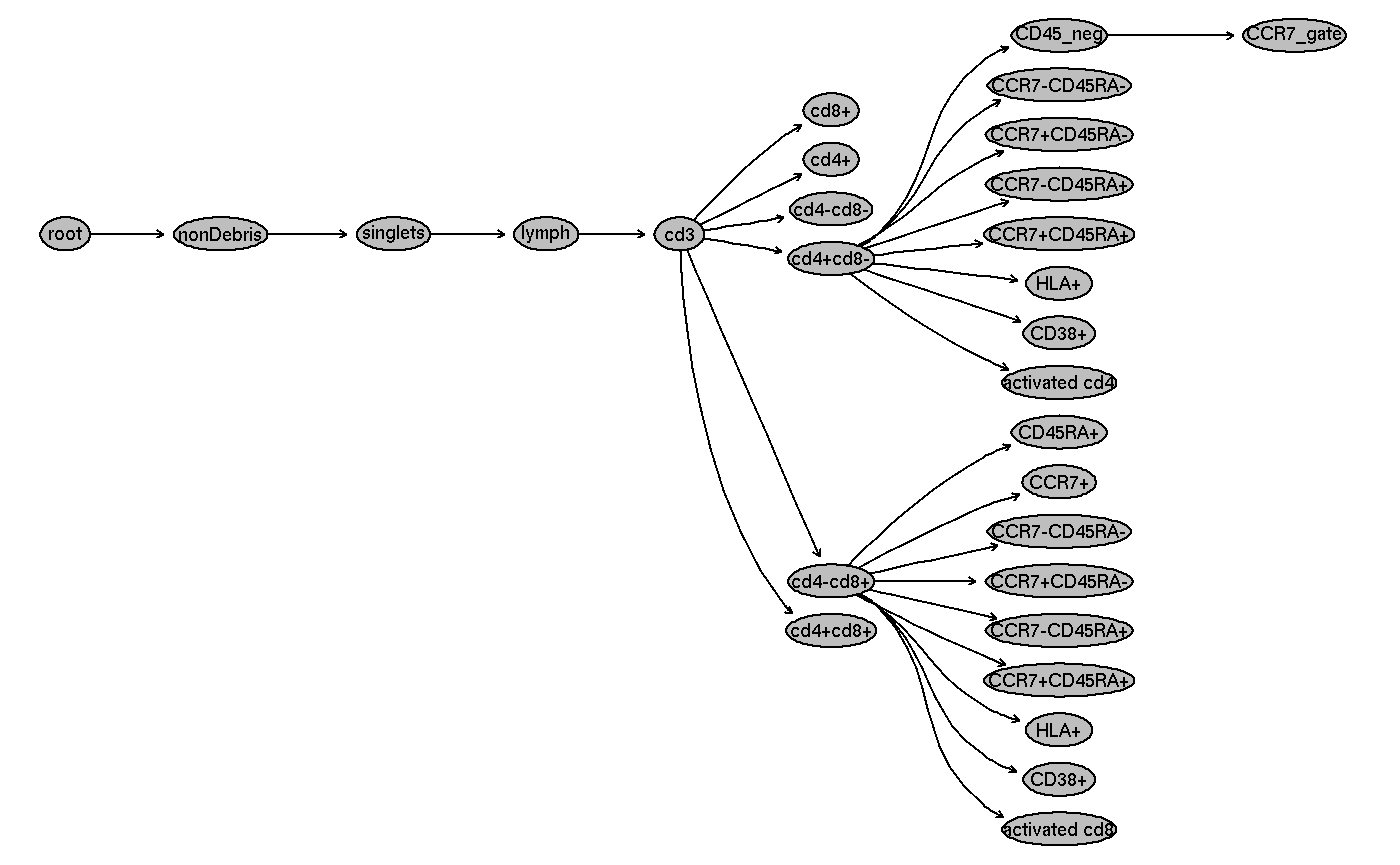 root
nonDebris
singlets
lymph
cd3
cd8+
cd4+
cd4-cd8-
cd4+cd8-
cd4-cd8+
cd4+cd8+
CD45_neg
CCR7_gate
CCR7-CD45RA-
CCR7+CD45RA-
CCR7-CD45RA+
CCR7+CD45RA+
HLA+
CD38+
activated cd4
CD45RA+
CCR7+
CCR7-CD45RA-
CCR7+CD45RA-
CCR7-CD45RA+
CCR7+CD45RA+
HLA+
CD38+
activated cd8